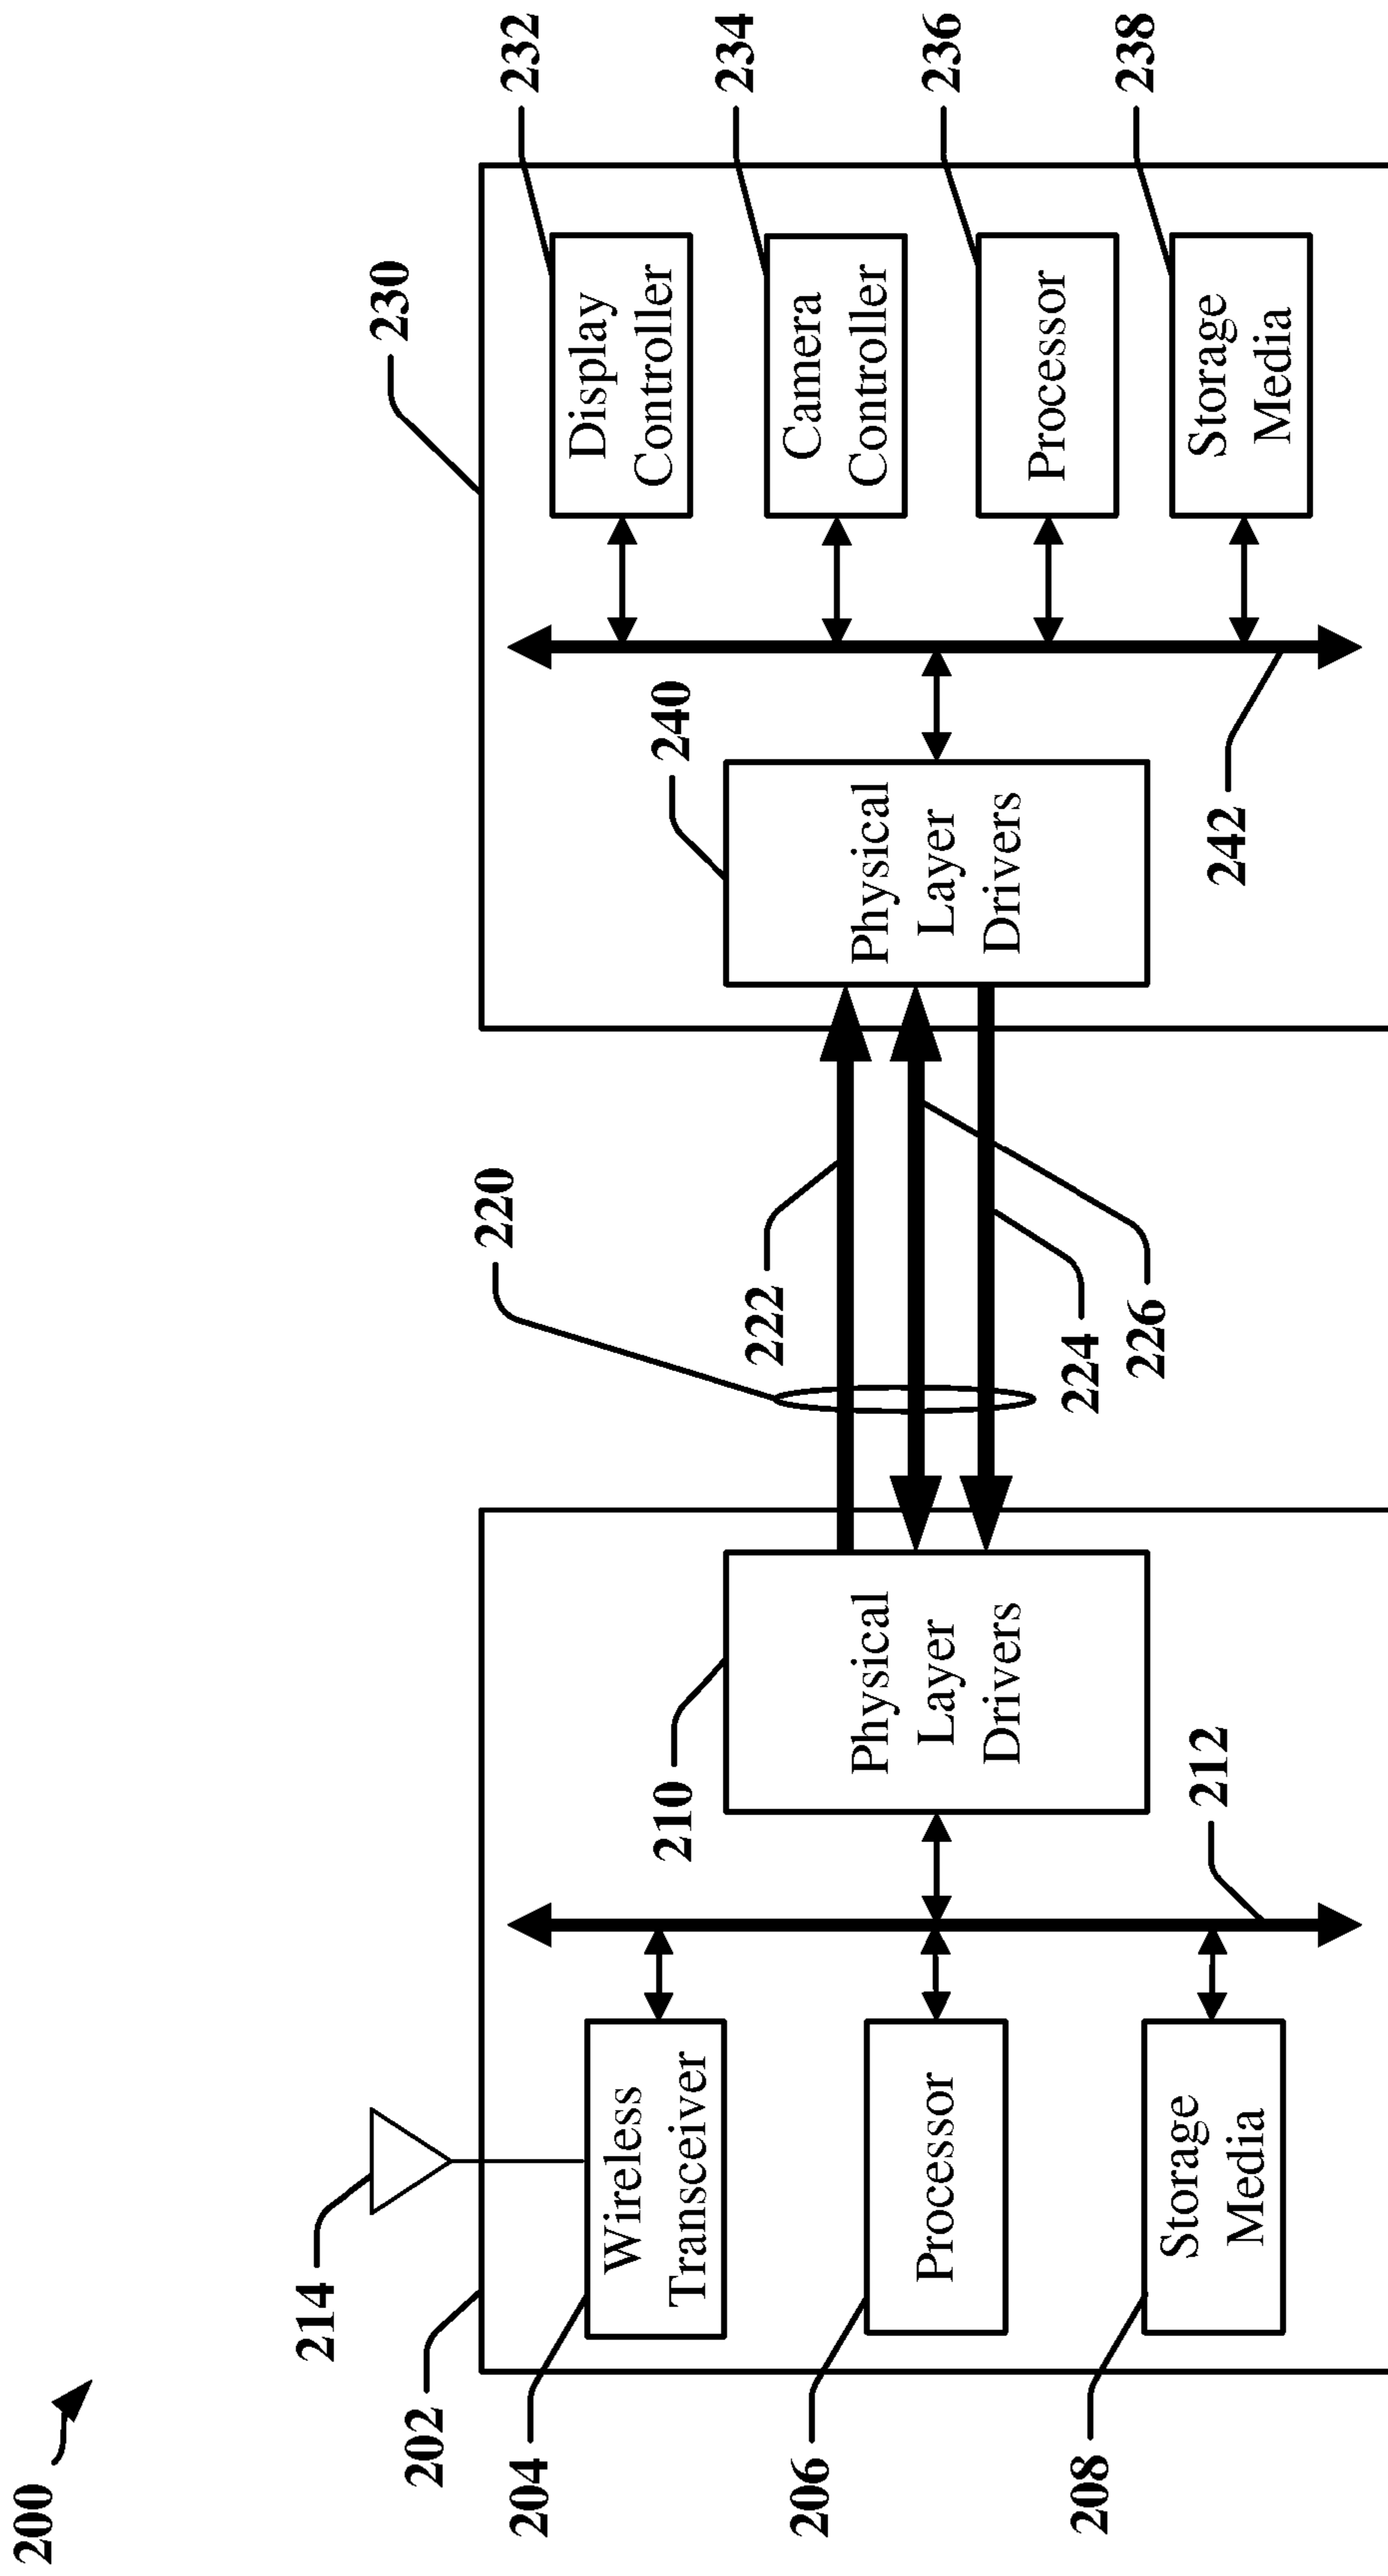 200
214
202
204
Wireless
Transceiver
206
Processor
208
Storage
Media
210
Physical
Layer
Drivers
212
220
222
224
226
230
240
Physical
Layer
Drivers
242
232
Display
Controller
234
Camera
Controller
236
Processor
238
Storage
Media